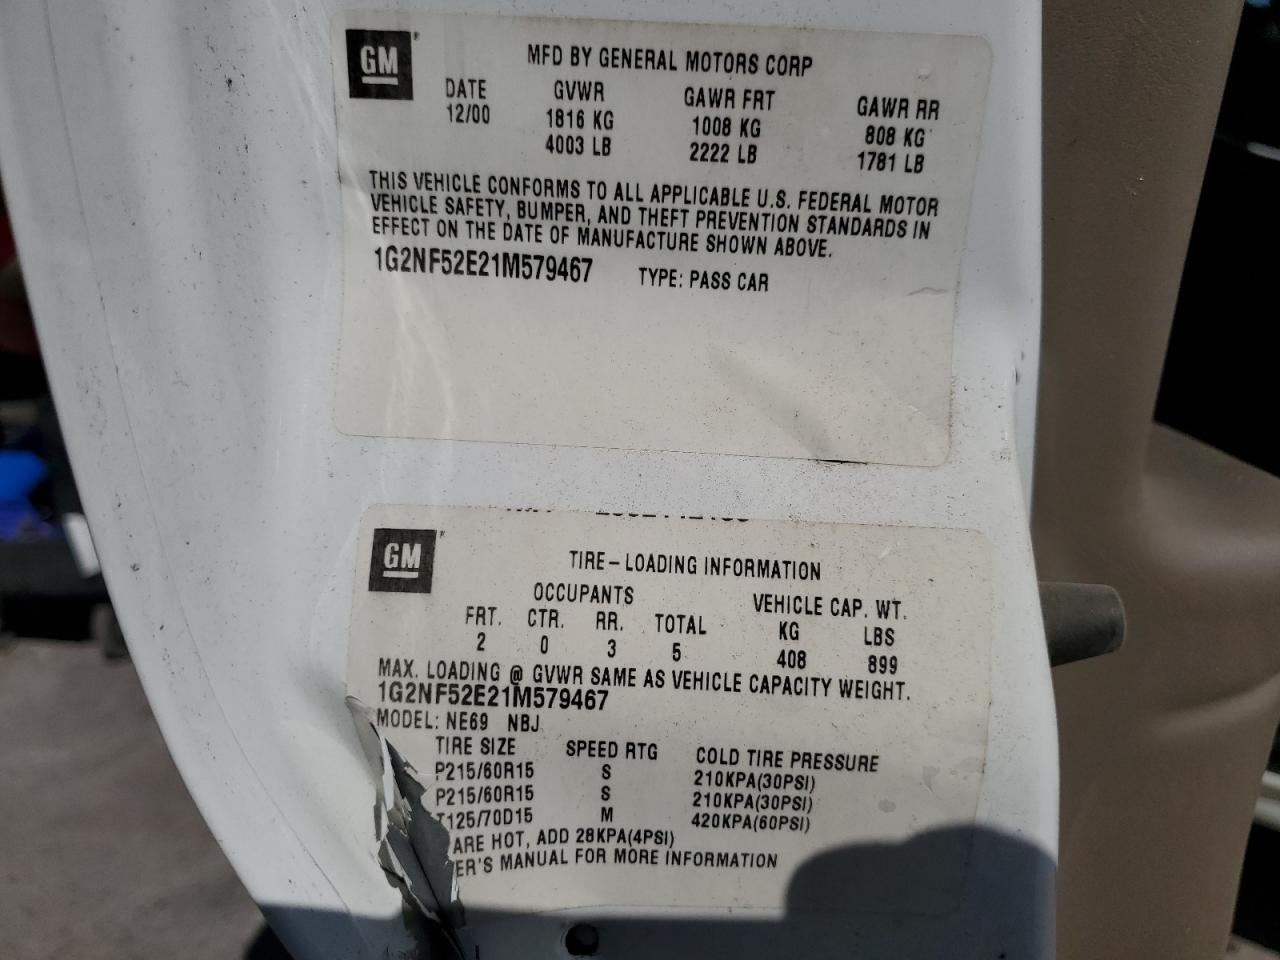 GM
MFD BY GENERAL MOTORS CORP
DATE GVWR GAWR FRT GAWR RR
12/00 1816 KG 1008 KG 808 KG
4003 LB 2222 LB 1781 LB
THIS VEHICLE CONFORMS TO ALL APPLICABLE U.S. FEDERAL MOTOR
VEHICLE SAFETY, BUMPER, AND THEFT PREVENTION STANDARDS IN
EFFECT ON THE DATE OF MANUFACTURE SHOWN ABOVE.
1G2NF52E21M579467 TYPE: PASS CAR
GM
TIRE-LOADING INFORMATION
OCCUPANTS VEHICLE CAP. WT.
FRT. CTR. RR. TOTAL KG LBS
2 0 3 5 408 899
MAX. LOADING @ GVWR SAME AS VEHICLE CAPACITY WEIGHT.
1G2NF52E21M579467
MODEL: NE69 NBJ
TIRE SIZE SPEED RTG COLD TIRE PRESSURE
P215/60R15 S 210KPA(30PSI)
P215/60R15 S 210KPA(30PSI)
T125/70D15 M 420KPA(60PSI)
ARE HOT, ADD 28KPA(4PSI)
ER'S MANUAL FOR MORE INFORMATION